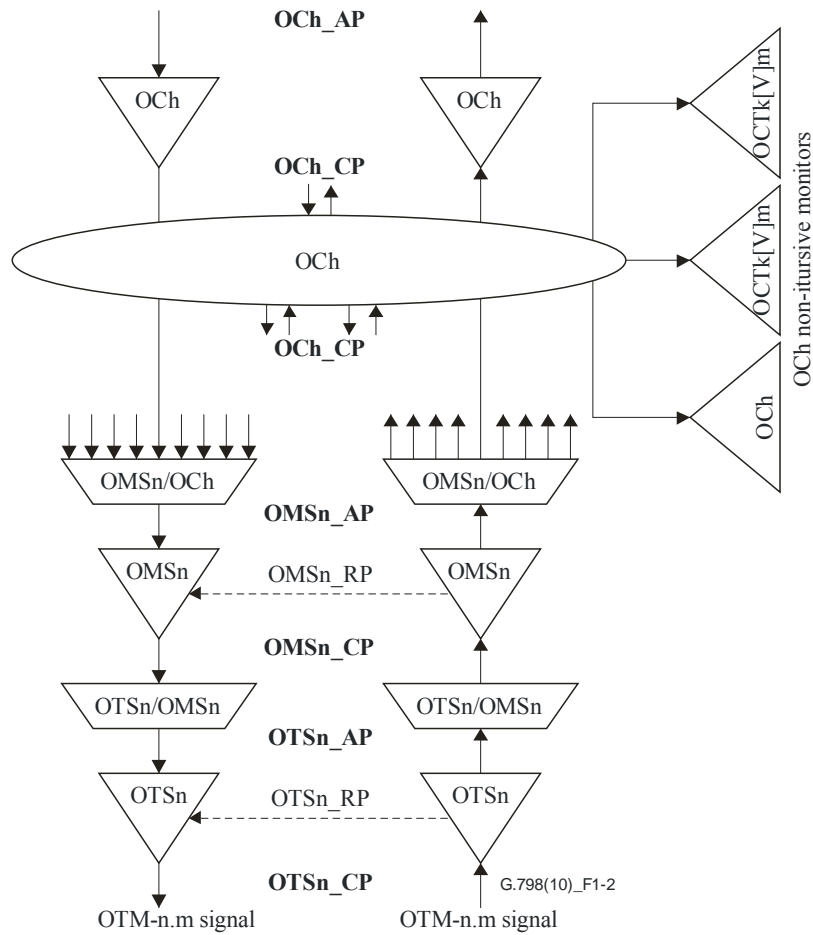 OCh_AP
OCh
OCh
OCTk[V]m
OCh_CP
OCh
OCTk[V]m
OCh non-itursive monitors
OCh_CP
OCh
OMSn/OCh
OMSn/OCh
OMSn_AP
OMSn
OMSn_RP
OMSn
OMSn_CP
OTSn/OMSn
OTSn/OMSn
OTSn_AP
OTSn
OTSn_RP
OTSn
OTSn_CP
G.798(10)_F1-2
OTM-n.m signal
OTM-n.m signal